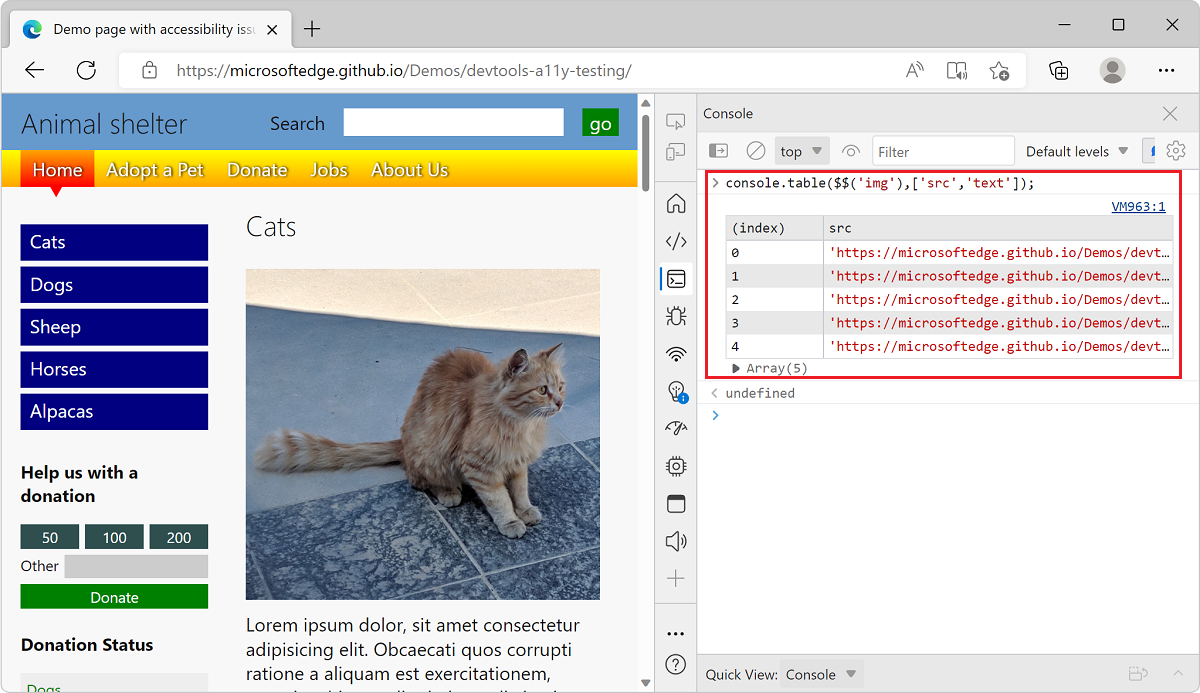 Demo page with accessibility issu
https://microsoftedge.github.io/Demos/devtools-a11y-testing/
Animal shelter
Search
go
Home
Adopt a Pet
Donate
Jobs
About Us
Cats
Dogs
Sheep
Horses
Alpacas
Help us with a
donation
50
100
200
Other
Donate
Donation Status
Dogs
Cats
Lorem ipsum dolor, sit amet consectetur
adipisicing elit. Obcaecati quos corrupti
ratione a aliquam est exercitationem,
Console
top
Filter
Default levels
console.table($$('img'),['src','text']);
VM963:1
(index) src
0 'https://microsoftedge.github.io/Demos/devt…
1 'https://microsoftedge.github.io/Demos/devt…
2 'https://microsoftedge.github.io/Demos/devt…
3 'https://microsoftedge.github.io/Demos/devt…
4 'https://microsoftedge.github.io/Demos/devt…
Array(5)
undefined
Quick View: Console